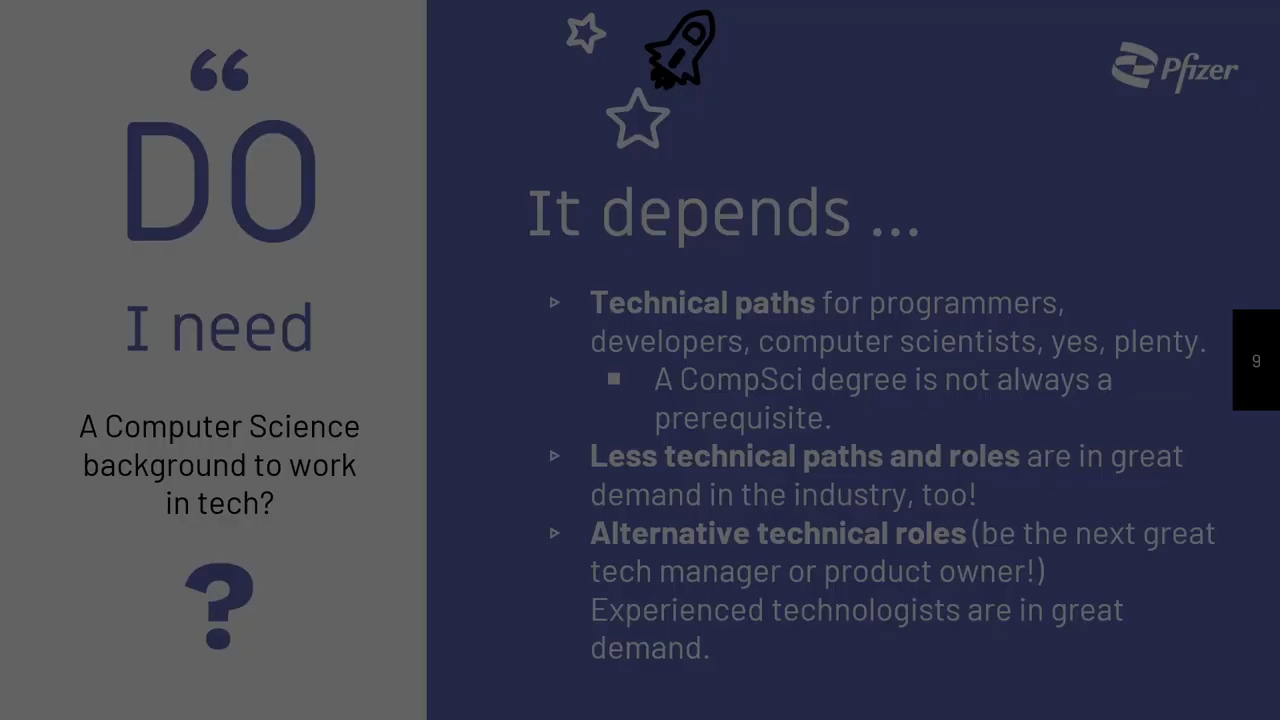 “
DO
I need
A Computer Science
background to work
in tech?
?
Pfizer
It depends ...
▹ Technical paths for programmers,
developers, computer scientists, yes, plenty.
■ A CompSci degree is not always a
prerequisite.
▹ Less technical paths and roles are in great
demand in the industry, too!
▹ Alternative technical roles (be the next great
tech manager or product owner!)
Experienced technologists are in great
demand.
9